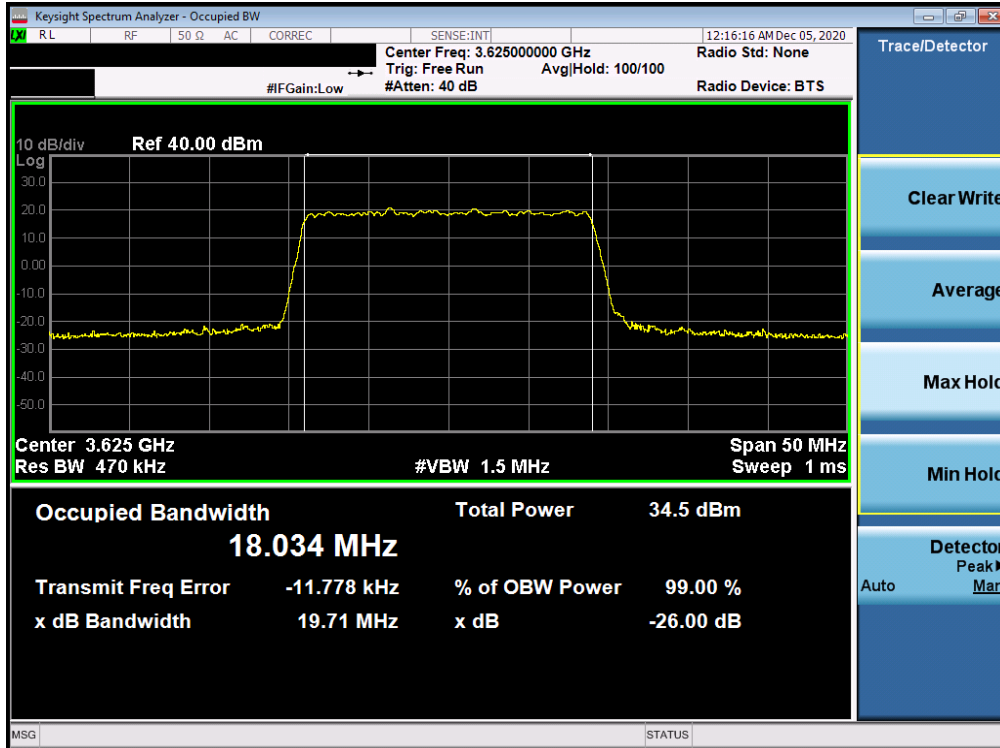 Keysight Spectrum Analyzer - Occupied BW
LXI RL RF 50 Ω AC CORREC SENSE:INT 12:16:16 AM Dec 05, 2020
Center Freq: 3.625000000 GHz Radio Std: None
Trig: Free Run Avg|Hold: 100/100
#IFGain:Low #Atten: 40 dB Radio Device: BTS
10 dB/div Ref 40.00 dBm
Log
30.0
20.0
10.0
0.00
-10.0
-20.0
-30.0
-40.0
-50.0
Center 3.625 GHz Span 50 MHz
Res BW 470 kHz #VBW 1.5 MHz Sweep 1 ms
Occupied Bandwidth Total Power 34.5 dBm
18.034 MHz
Transmit Freq Error -11.778 kHz % of OBW Power 99.00 %
x dB Bandwidth 19.71 MHz x dB -26.00 dB
MSG STATUS
Trace/Detector
Clear Write
Average
Max Hold
Min Hold
Detector
Peak
Auto Man